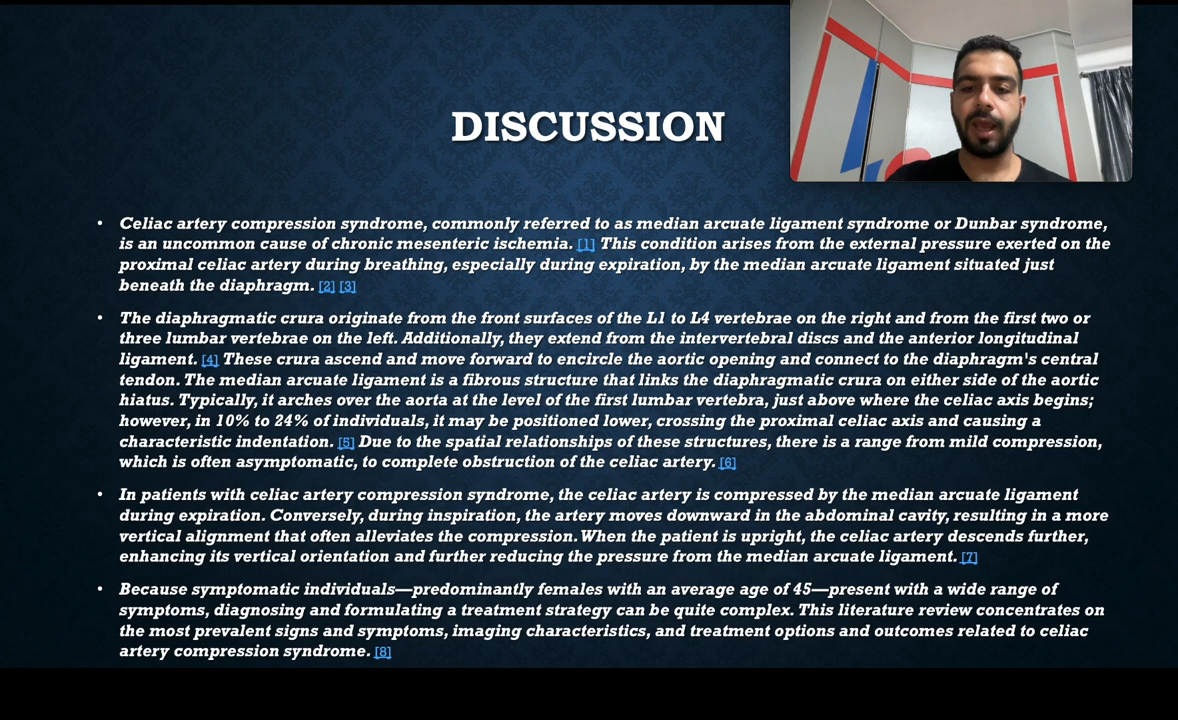 DISCUSSION
• Celiac artery compression syndrome, commonly referred to as median arcuate ligament syndrome or Dunbar syndrome,
is an uncommon cause of chronic mesenteric ischemia. [1] This condition arises from the external pressure exerted on the
proximal celiac artery during breathing, especially during expiration, by the median arcuate ligament situated just
beneath the diaphragm. [2] [3]
• The diaphragmatic crura originate from the front surfaces of the L1 to L4 vertebrae on the right and from the first two or
three lumbar vertebrae on the left. Additionally, they extend from the intervertebral discs and the anterior longitudinal
ligament. [4] These crura ascend and move forward to encircle the aortic opening and connect to the diaphragm's central
tendon. The median arcuate ligament is a fibrous structure that links the diaphragmatic crura on either side of the aortic
hiatus. Typically, it arches over the aorta at the level of the first lumbar vertebra, just above where the celiac axis begins;
however, in 10% to 24% of individuals, it may be positioned lower, crossing the proximal celiac axis and causing a
characteristic indentation. [5] Due to the spatial relationships of these structures, there is a range from mild compression,
which is often asymptomatic, to complete obstruction of the celiac artery. [6]
• In patients with celiac artery compression syndrome, the celiac artery is compressed by the median arcuate ligament
during expiration. Conversely, during inspiration, the artery moves downward in the abdominal cavity, resulting in a more
vertical alignment that often alleviates the compression. When the patient is upright, the celiac artery descends further,
enhancing its vertical orientation and further reducing the pressure from the median arcuate ligament. [7]
• Because symptomatic individuals—predominantly females with an average age of 45—present with a wide range of
symptoms, diagnosing and formulating a treatment strategy can be quite complex. This literature review concentrates on
the most prevalent signs and symptoms, imaging characteristics, and treatment options and outcomes related to celiac
artery compression syndrome. [8]